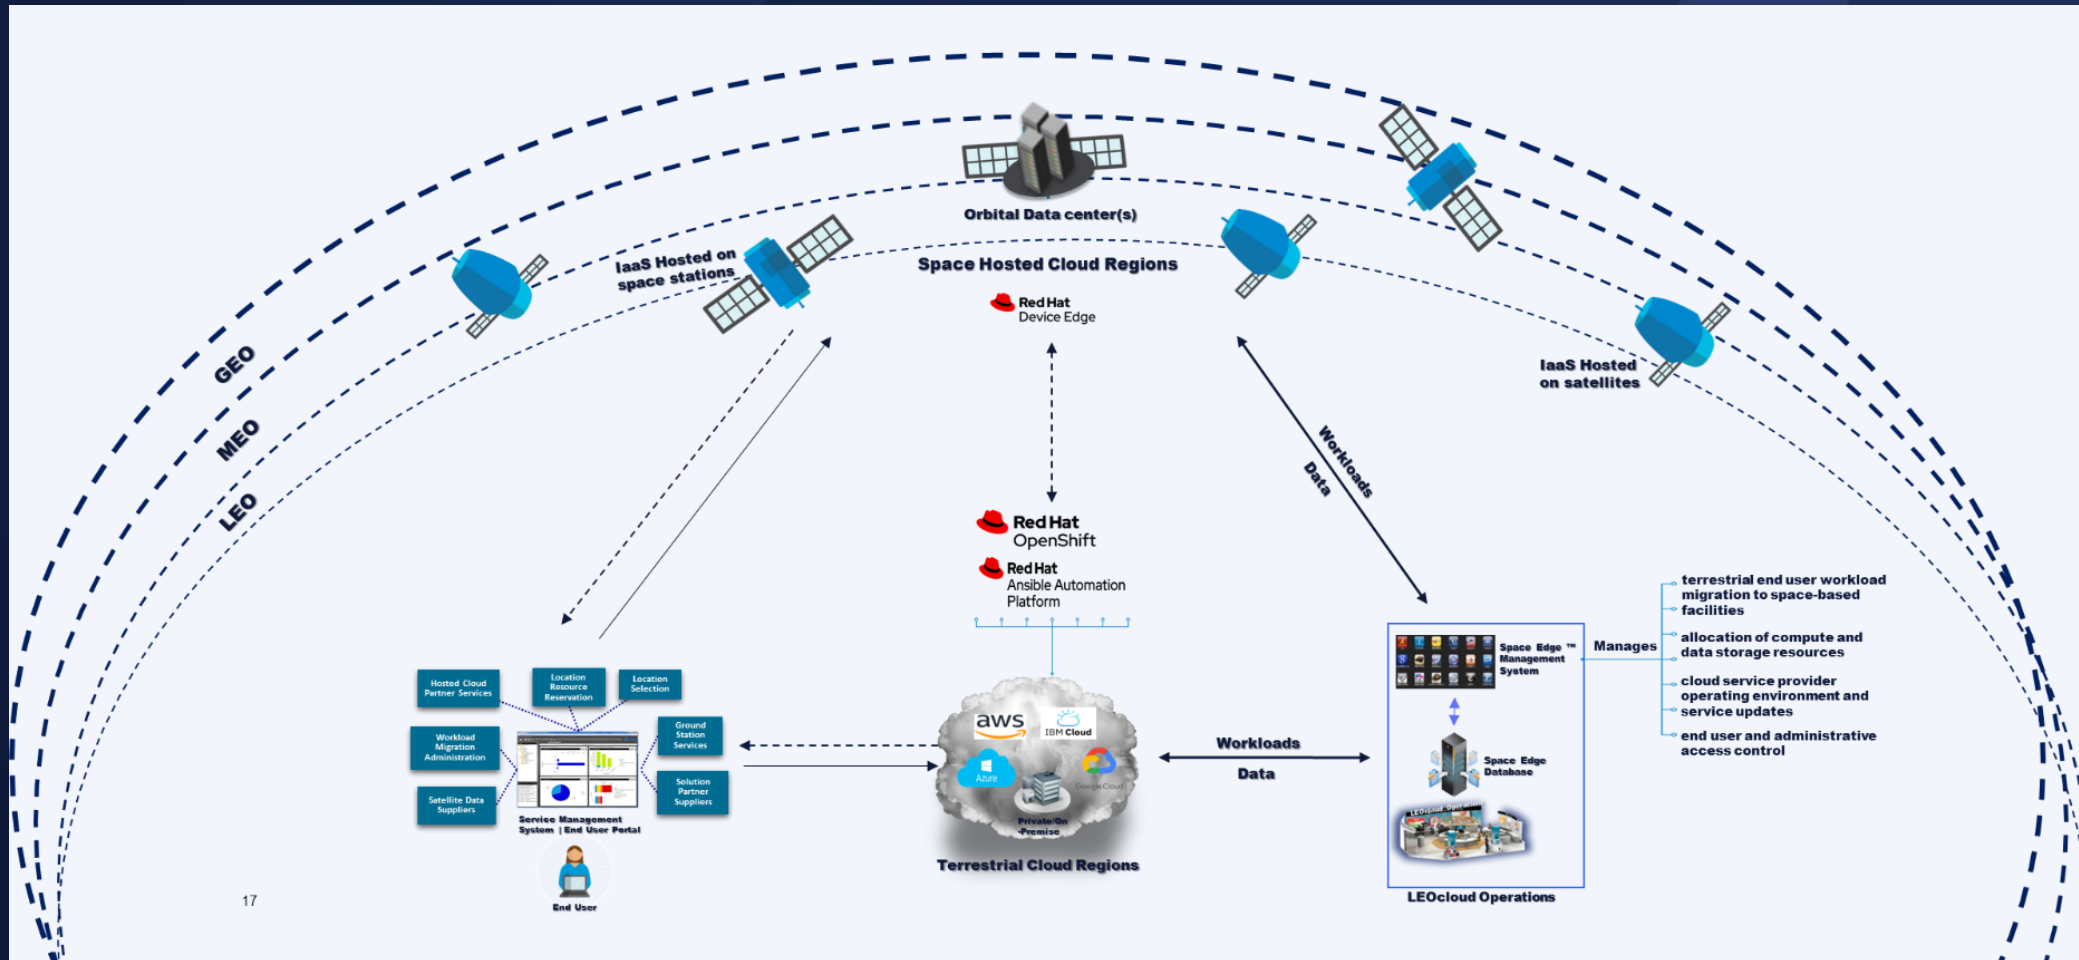 Orbital Data center(s)
IaaS Hosted on
space stations
Space Hosted Cloud Regions
Red Hat
Device Edge
GEO
MEO
LEO
IaaS Hosted
on satellites
Workloads
Data
Red Hat
OpenShift
Red Hat
Ansible Automation
Platform
Hosted Cloud
Partner Services
Location
Resource
Reservation
Location
Selection
Workload
Migration
Administration
Ground
Station
Services
Satellite Data
Suppliers
Solution
Partner
Suppliers
Service Management
System | End User Portal
End User
aws
IBM Cloud
Azure
Google Cloud
Private/On
-Premise
Terrestrial Cloud Regions
Workloads
Data
Space Edge ™
Management
System
Space Edge
Database
LEOcloud Operations
LEOcloud Operations
Manages
terrestrial end user workload
migration to space-based
facilities
allocation of compute and
data storage resources
cloud service provider
operating environment and
service updates
end user and administrative
access control
17